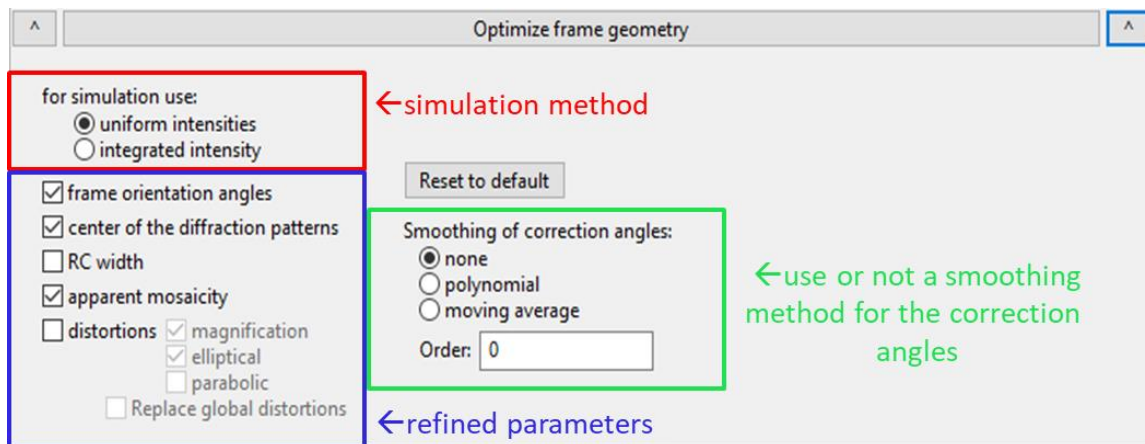 ^ Optimize frame geometry ^
for simulation use:
uniform intensities
integrated intensity
←simulation method
frame orientation angles
center of the diffraction patterns
RC width
apparent mosaicity
distortions magnification
elliptical
parabolic
Replace global distortions
←refined parameters
Reset to default
Smoothing of correction angles:
none
polynomial
moving average
Order: 0
←use or not a smoothing
method for the correction
angles